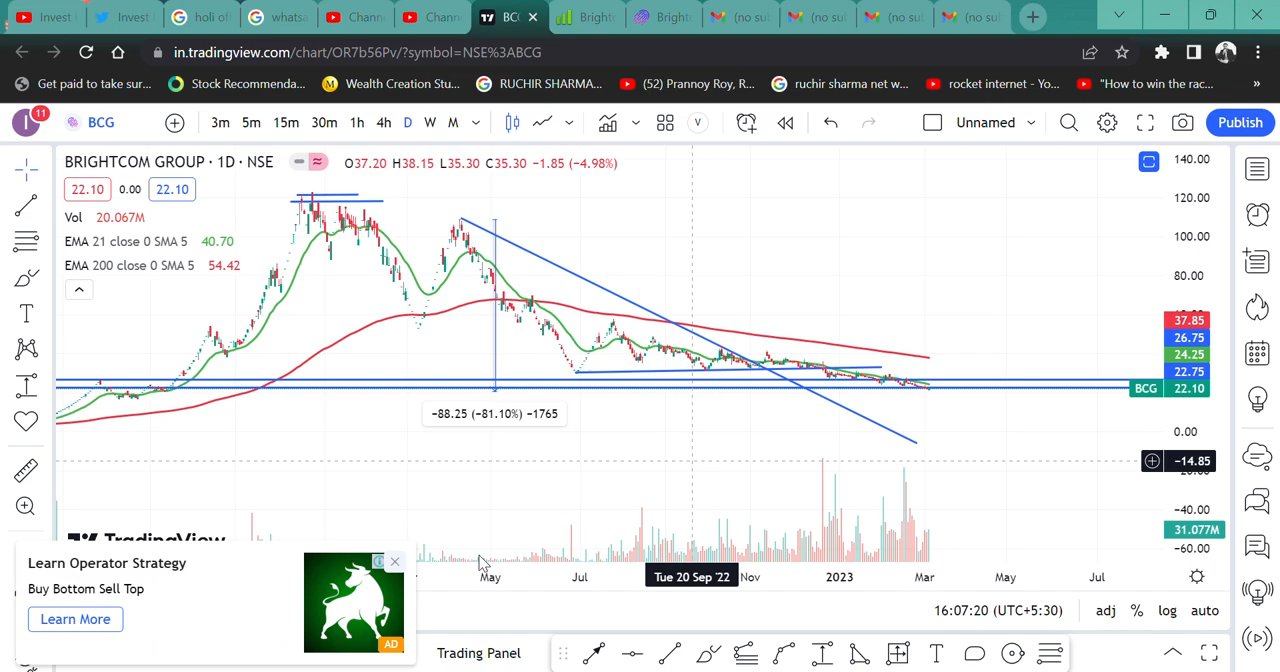 Invest
Invest
holi off
whatsa
Chann
Chann
BCG
Bright
Bright
(no su
(no su
(no su
(no su
in.tradingview.com/chart/OR7b56Pv/?symbol=NSE%3ABCG
Get paid to take sur...
Stock Recommenda...
Wealth Creation Stu...
RUCHIR SHARMA...
(52) Prannoy Roy, R...
ruchir sharma net w...
rocket internet - Yo...
"How to win the rac...
»
I
11
BCG
3m 5m 15m 30m 1h 4h D W M
V
Unnamed
Publish
BRIGHTCOM GROUP · 1D · NSE
O37.20 H38.15 L35.30 C35.30 −1.85 (−4.98%)
22.10 0.00 22.10
Vol 20.067M
EMA 21 close 0 SMA 5 40.70
EMA 200 close 0 SMA 5 54.42
140.00
120.00
100.00
80.00
37.85
26.75
24.25
22.75
BCG 22.10
0.00
−14.85
−40.00
31.077M
−60.00
−88.25 (−81.10%) −1765
TradingView
May
Jul
Tue 20 Sep '22
Nov
2023
Mar
May
Jul
Learn Operator Strategy
Buy Bottom Sell Top
Learn More
AD
16:07:20 (UTC+5:30)
adj % log auto
Trading Panel